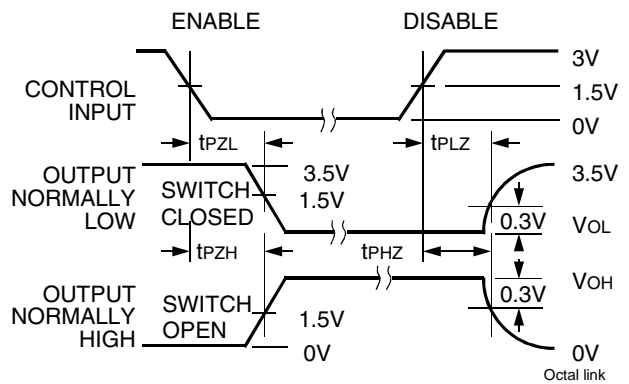 ENABLE
DISABLE
3V
CONTROL
INPUT
1.5V
0V
tPZL
tPLZ
OUTPUT
NORMALLY
LOW
SWITCH
CLOSED
3.5V
1.5V
3.5V
0.3V
VOL
tPZH
tPHZ
0.3V
VOH
OUTPUT
NORMALLY
HIGH
SWITCH
OPEN
1.5V
0V
0V
Octal link